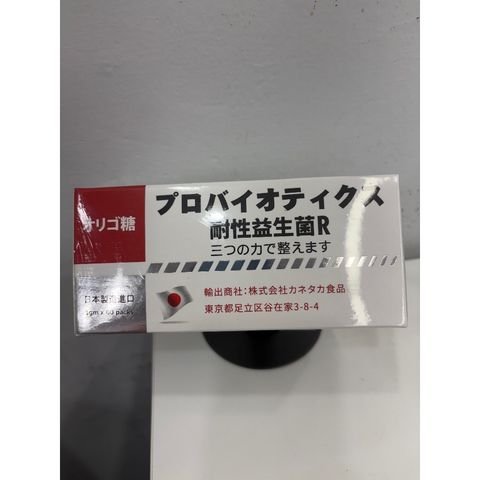 オリゴ糖
プロバイオティクス
耐性益生菌R
三つの力で整えます
日本製造進口
1gm x 60 packs
輸出商社:株式会社カネタカ食品
東京都足立区谷在家3-8-4